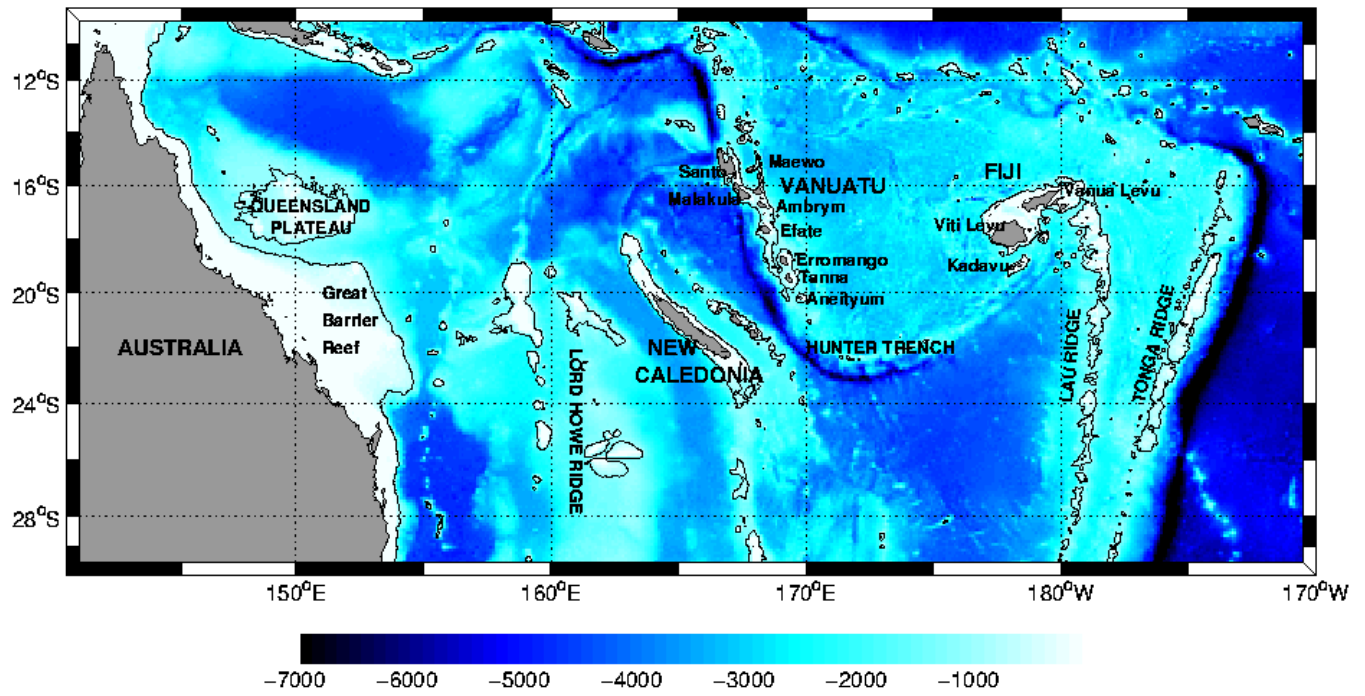 12°S
16°S
20°S
24°S
28°S
Maewo
Santo
VANUATU
FIJI
Vanua Levu
Malakula
Ambrym
QUEENSLAND
PLATEAU
Efate
Viti Levu
Erromango
Kadavu
Tanna
Aneityum
Great
Barrier
Reef
AUSTRALIA
NEW
CALEDONIA
HUNTER TRENCH
LORD HOWE RIDGE
LAU RIDGE
TONGA RIDGE
150°E 160°E 170°E 180°W 170°W
−7000 −6000 −5000 −4000 −3000 −2000 −1000